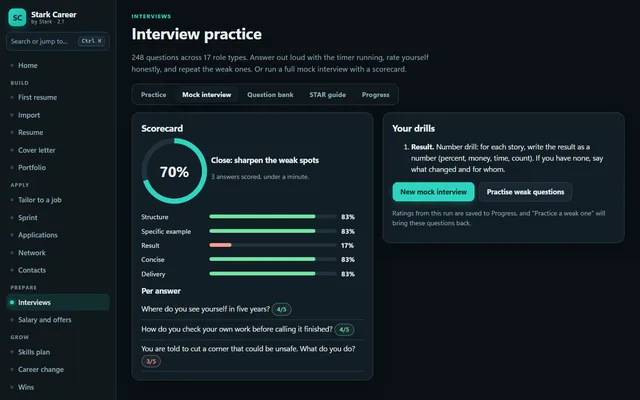 SC
Stark Career
by Stark · 2.1
Search or jump to...
Ctrl K
Home
BUILD
First resume
Import
Resume
Cover letter
Portfolio
APPLY
Tailor to a job
Sprint
Applications
Network
Contacts
PREPARE
Interviews
Salary and offers
GROW
Skills plan
Career change
Wins
INTERVIEWS
Interview practice
248 questions across 17 role types. Answer out loud with the timer running, rate yourself
honestly, and repeat the weak ones. Or run a full mock interview with a scorecard.
Practice Mock interview Question bank STAR guide Progress
Scorecard
70%
Close: sharpen the weak spots
3 answers scored, under a minute.
Structure 83%
Specific example 83%
Result 17%
Concise 83%
Delivery 83%
Per answer
Where do you see yourself in five years? 4/5
How do you check your own work before calling it finished? 4/5
You are told to cut a corner that could be unsafe. What do you do?
3/5
Your drills
1. Result. Number drill: for each story, write the result as a
number (percent, money, time, count). If you have none, say
what changed and for whom.
New mock interview Practise weak questions
Ratings from this run are saved to Progress, and "Practice a weak one" will
bring these questions back.